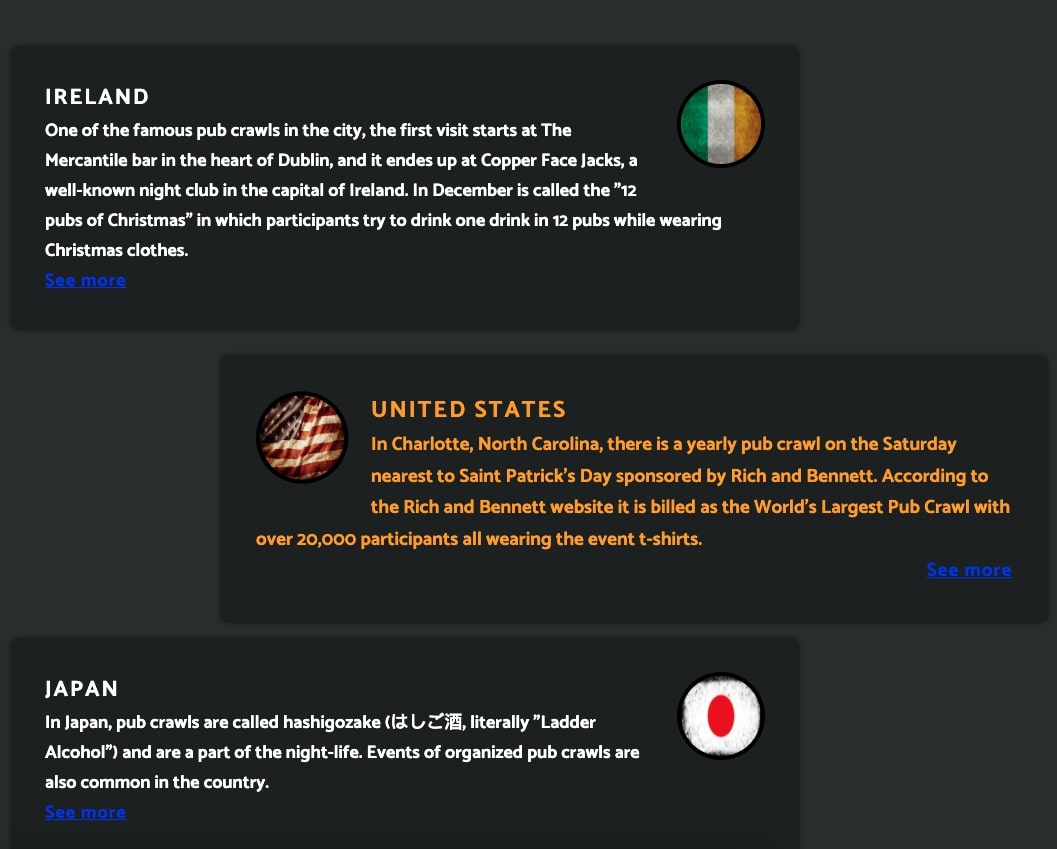 IRELAND
One of the famous pub crawls in the city, the first visit starts at The
Mercantile bar in the heart of Dublin, and it endes up at Copper Face Jacks, a
well-known night club in the capital of Ireland. In December is called the "12
pubs of Christmas" in which participants try to drink one drink in 12 pubs while wearing
Christmas clothes.
See more
UNITED STATES
In Charlotte, North Carolina, there is a yearly pub crawl on the Saturday
nearest to Saint Patrick's Day sponsored by Rich and Bennett. According to
the Rich and Bennett website it is billed as the World's Largest Pub Crawl with
over 20,000 participants all wearing the event t-shirts.
See more
JAPAN
In Japan, pub crawls are called hashigozake (はしご酒, literally "Ladder
Alcohol") and are a part of the night-life. Events of organized pub crawls are
also common in the country.
See more